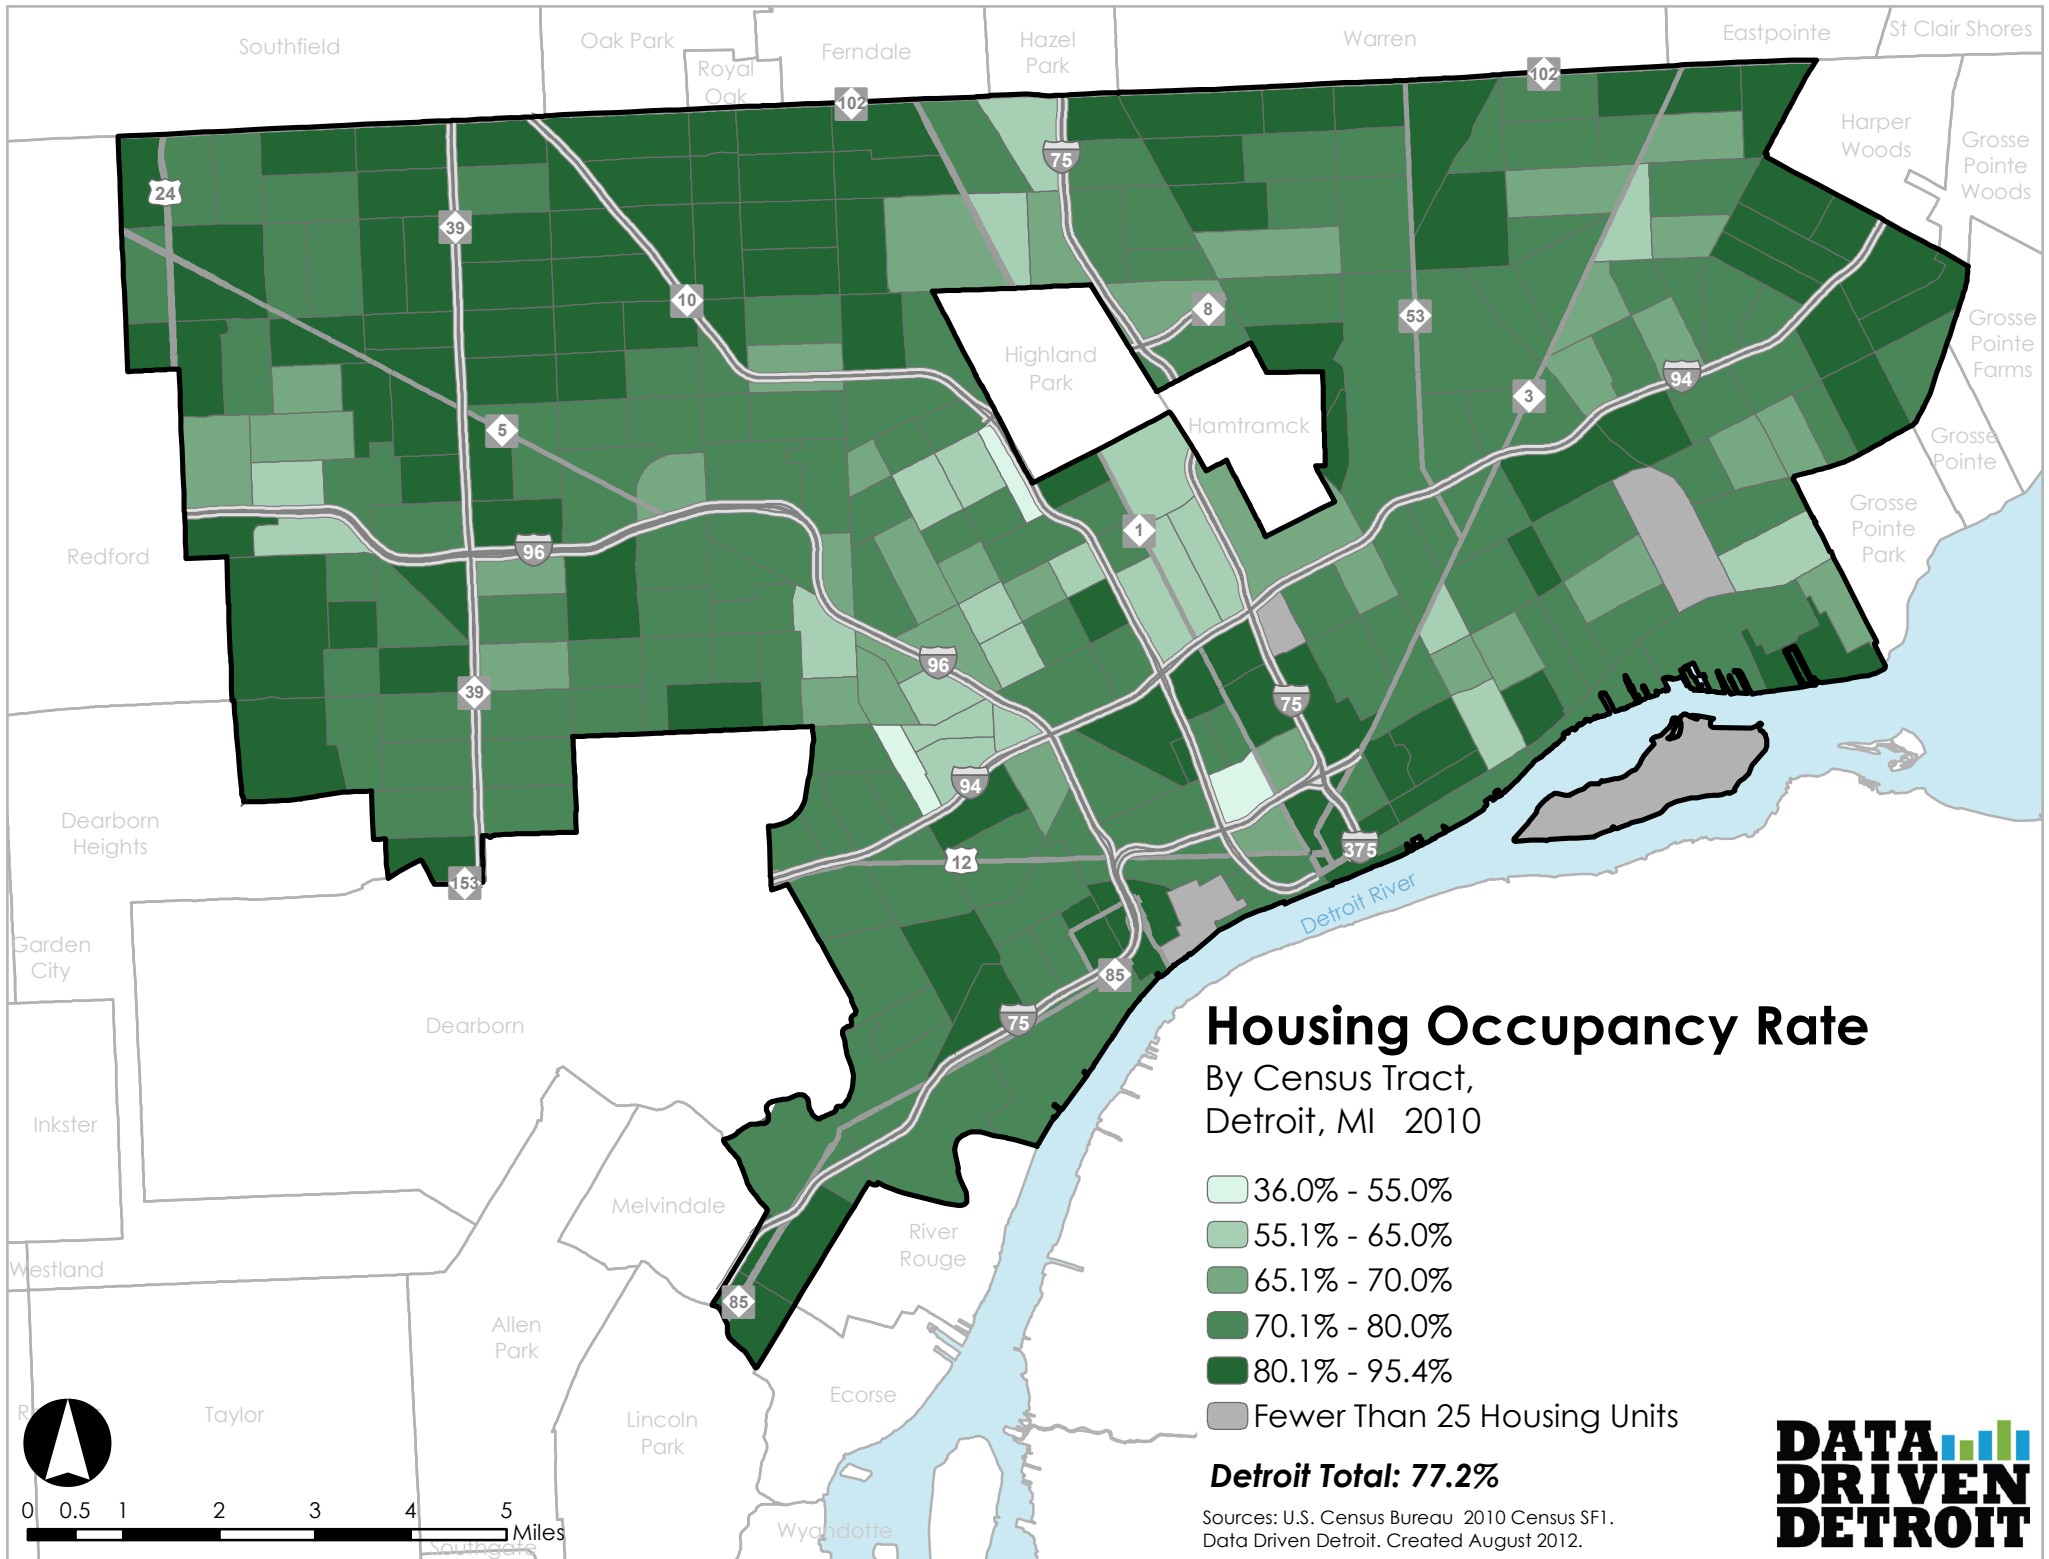 Southfield
Oak Park
Royal
Oak
Ferndale
Hazel
Park
Warren
Eastpointe
St Clair Shores
102
102
Harper
Woods
Grosse
Pointe
Woods
24
75
39
10
8
53
Grosse
Pointe
Farms
Highland
Park
94
3
5
Hamtramck
Grosse
Pointe
1
Grosse
Pointe
Park
Redford
96
96
39
75
94
Dearborn
Heights
12
375
153
Detroit River
Garden
City
85
75
Dearborn
Inkster
Melvindale
River
Rouge
Westland
85
Allen
Park
Ecorse
Taylor
Lincoln
Park
Wyandotte
Southgate
Housing Occupancy Rate
By Census Tract,
Detroit, MI 2010
36.0% - 55.0%
55.1% - 65.0%
65.1% - 70.0%
70.1% - 80.0%
80.1% - 95.4%
Fewer Than 25 Housing Units
Detroit Total: 77.2%
Sources: U.S. Census Bureau 2010 Census SF1.
Data Driven Detroit. Created August 2012.
0 0.5 1 2 3 4 5
Miles
DATA
DRIVEN
DETROIT